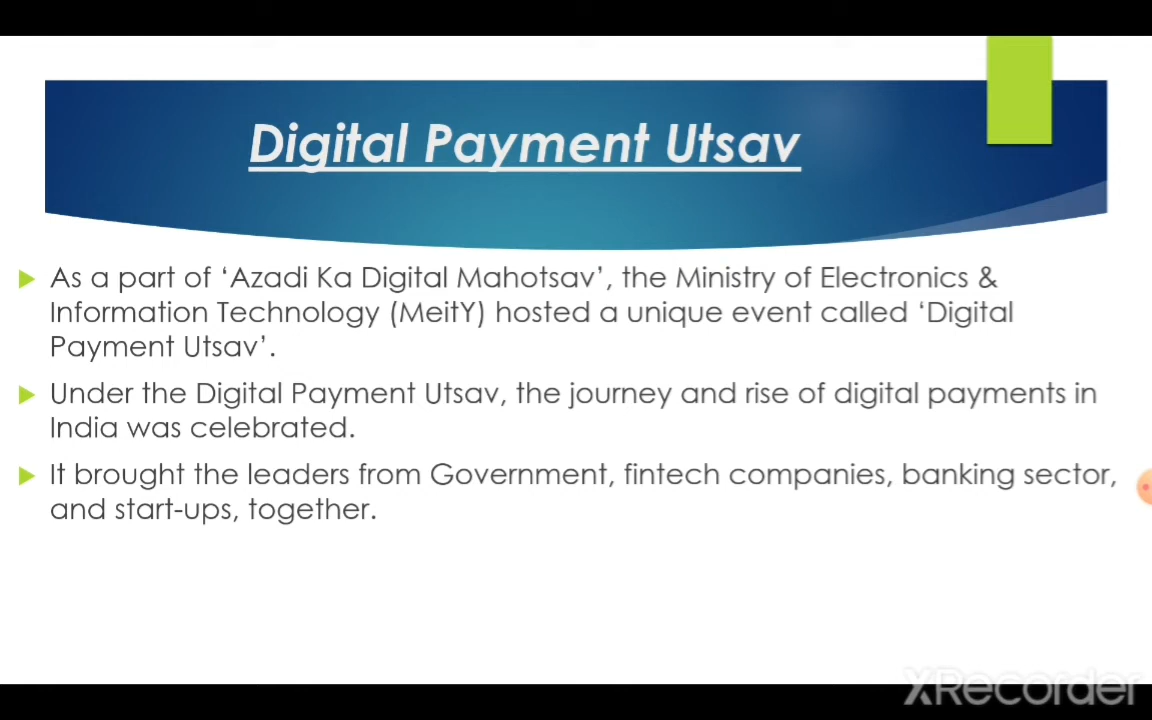 Digital Payment Utsav
As a part of ‘Azadi Ka Digital Mahotsav’, the Ministry of Electronics &
Information Technology (MeitY) hosted a unique event called ‘Digital
Payment Utsav’.
Under the Digital Payment Utsav, the journey and rise of digital payments in
India was celebrated.
It brought the leaders from Government, fintech companies, banking sector,
and start-ups, together.
XRecorder